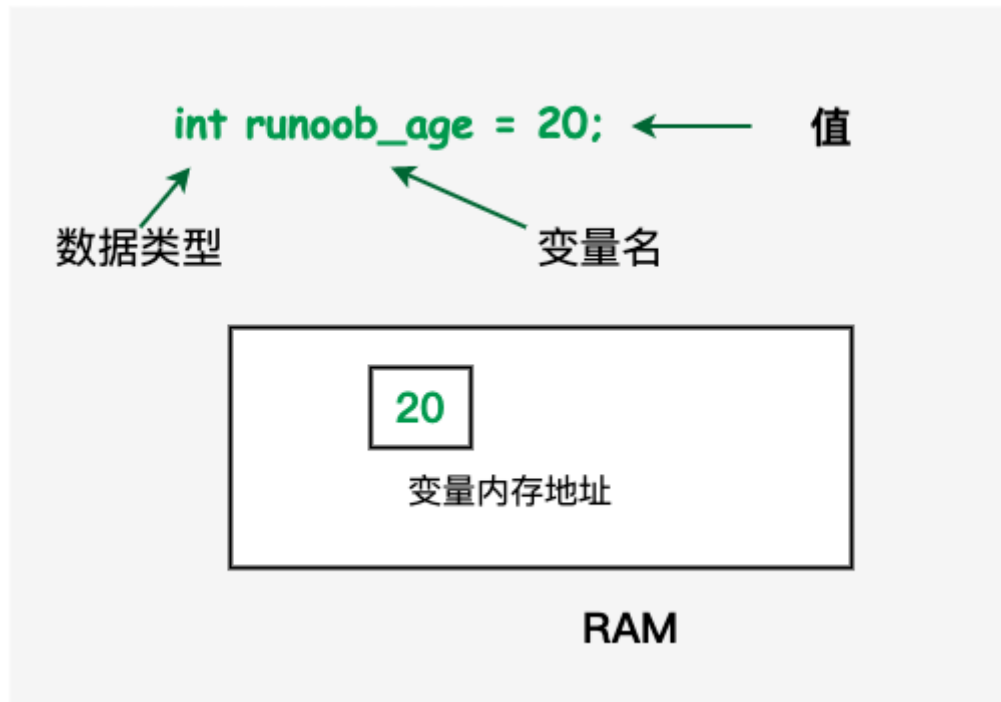 int runoob_age = 20;
值
数据类型
变量名
20
变量内存地址
RAM